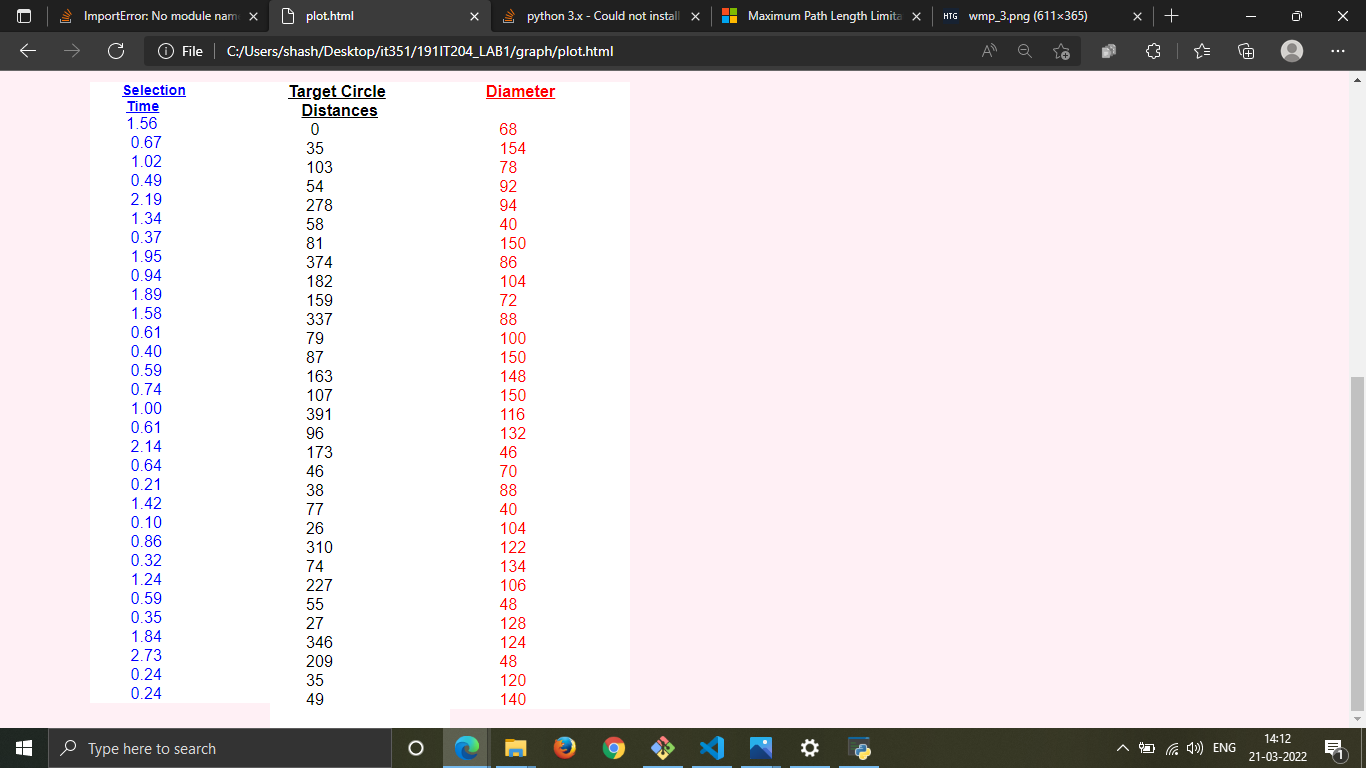 ImportError: No module nam
plot.html
python 3.x - Could not install
Maximum Path Length Limita
HTG wmp_3.png (611×365)
File C:/Users/shash/Desktop/it351/191IT204_LAB1/graph/plot.html
Selection Target Circle Diameter
Time Distances
1.56 0 68
0.67 35 154
1.02 103 78
0.49 54 92
2.19 278 94
1.34 58 40
0.37 81 150
1.95 374 86
0.94 182 104
1.89 159 72
1.58 337 88
0.61 79 100
0.40 87 150
0.59 163 148
0.74 107 150
1.00 391 116
0.61 96 132
2.14 173 46
0.64 46 70
0.21 38 88
1.42 77 40
0.10 26 104
0.86 310 122
0.32 74 134
1.24 227 106
0.59 55 48
0.35 27 128
1.84 346 124
2.73 209 48
0.24 35 120
0.24 49 140
Type here to search
ENG
14:12
21-03-2022
1